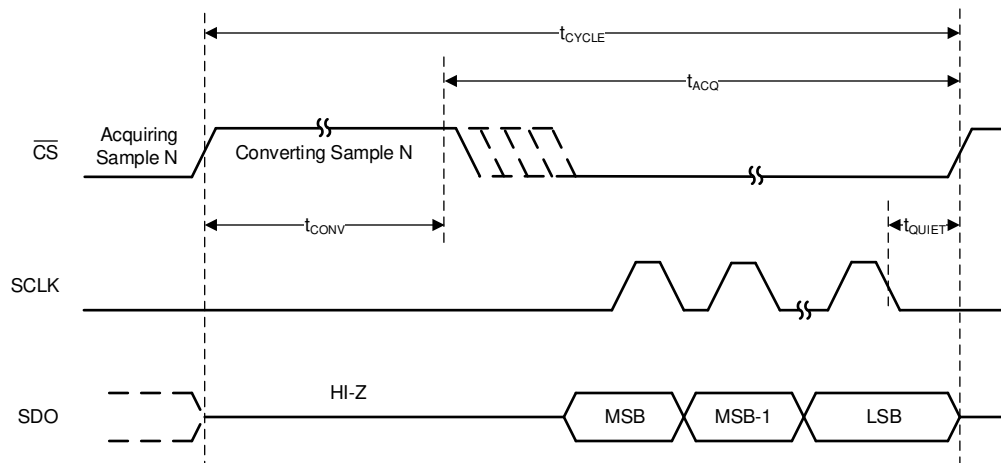 tCYCLE
tACQ
CS
Acquiring
Sample N
Converting Sample N
tCONV
tQUIET
SCLK
HI-Z
SDO
MSB
MSB-1
LSB